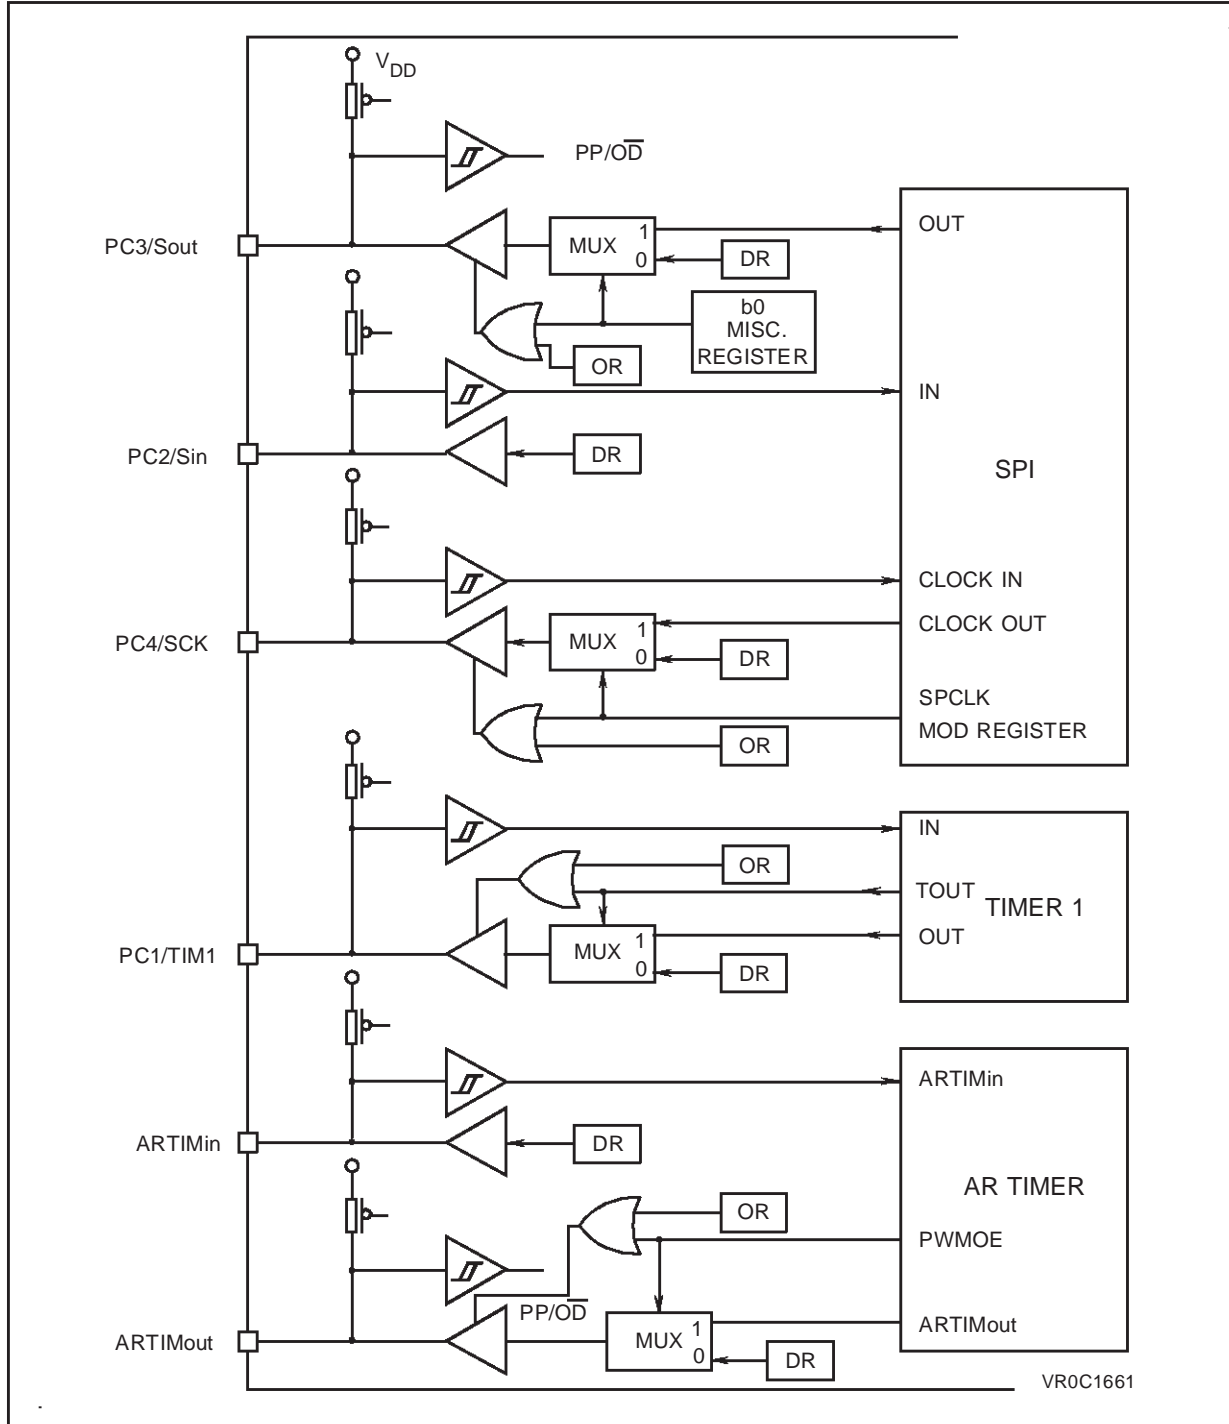 VDD
PP/OD
PC3/Sout
MUX
1
0
OUT
DR
b0
MISC.
REGISTER
OR
IN
PC2/Sin
DR
SPI
CLOCK IN
CLOCK OUT
PC4/SCK
MUX
1
0
DR
SPCLK
MOD REGISTER
OR
IN
OR
TOUT
TIMER 1
OUT
PC1/TIM1
MUX
1
0
DR
ARTIMin
ARTIMin
DR
AR TIMER
OR
PWMOE
PP/OD
ARTIMout
MUX
1
0
ARTIMout
DR
VR0C1661